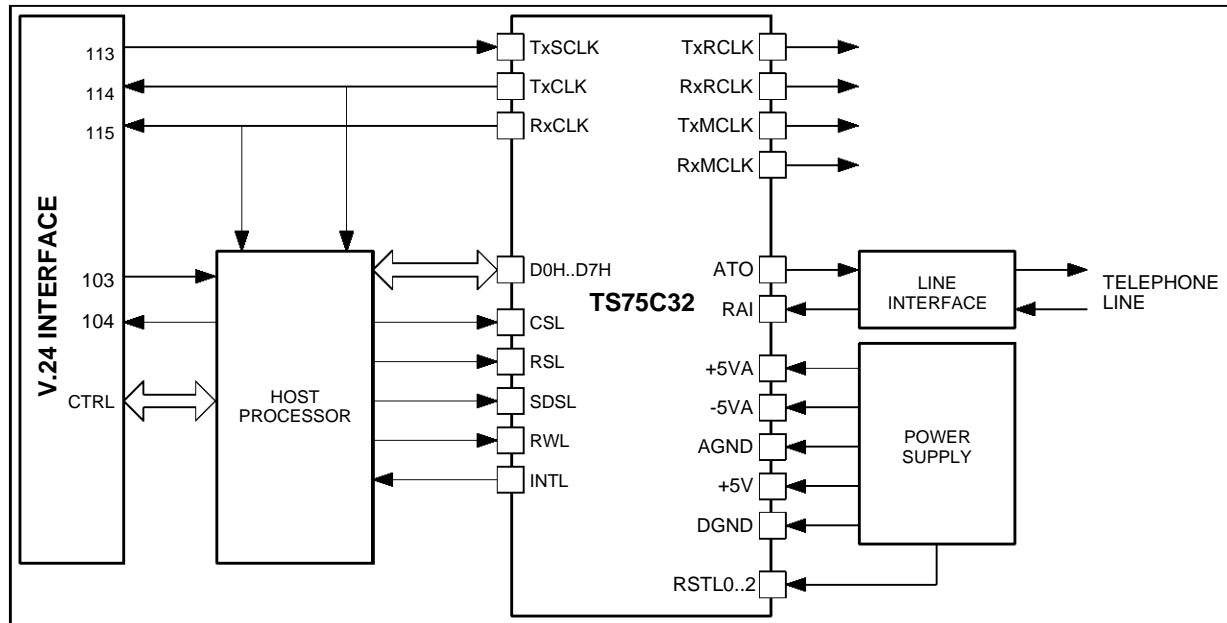 113
114
115
V.24 INTERFACE
103
104
CTRL
HOST
PROCESSOR
TxSCLK
TxCLK
RxCLK
D0H..D7H
CSL
RSL
SDSL
RWL
INTL
TS75C32
TxRCLK
RxRCLK
TxMCLK
RxMCLK
ATO
RAI
+5VA
-5VA
AGND
+5V
DGND
RSTL0..2
LINE
INTERFACE
TELEPHONE
LINE
POWER
SUPPLY